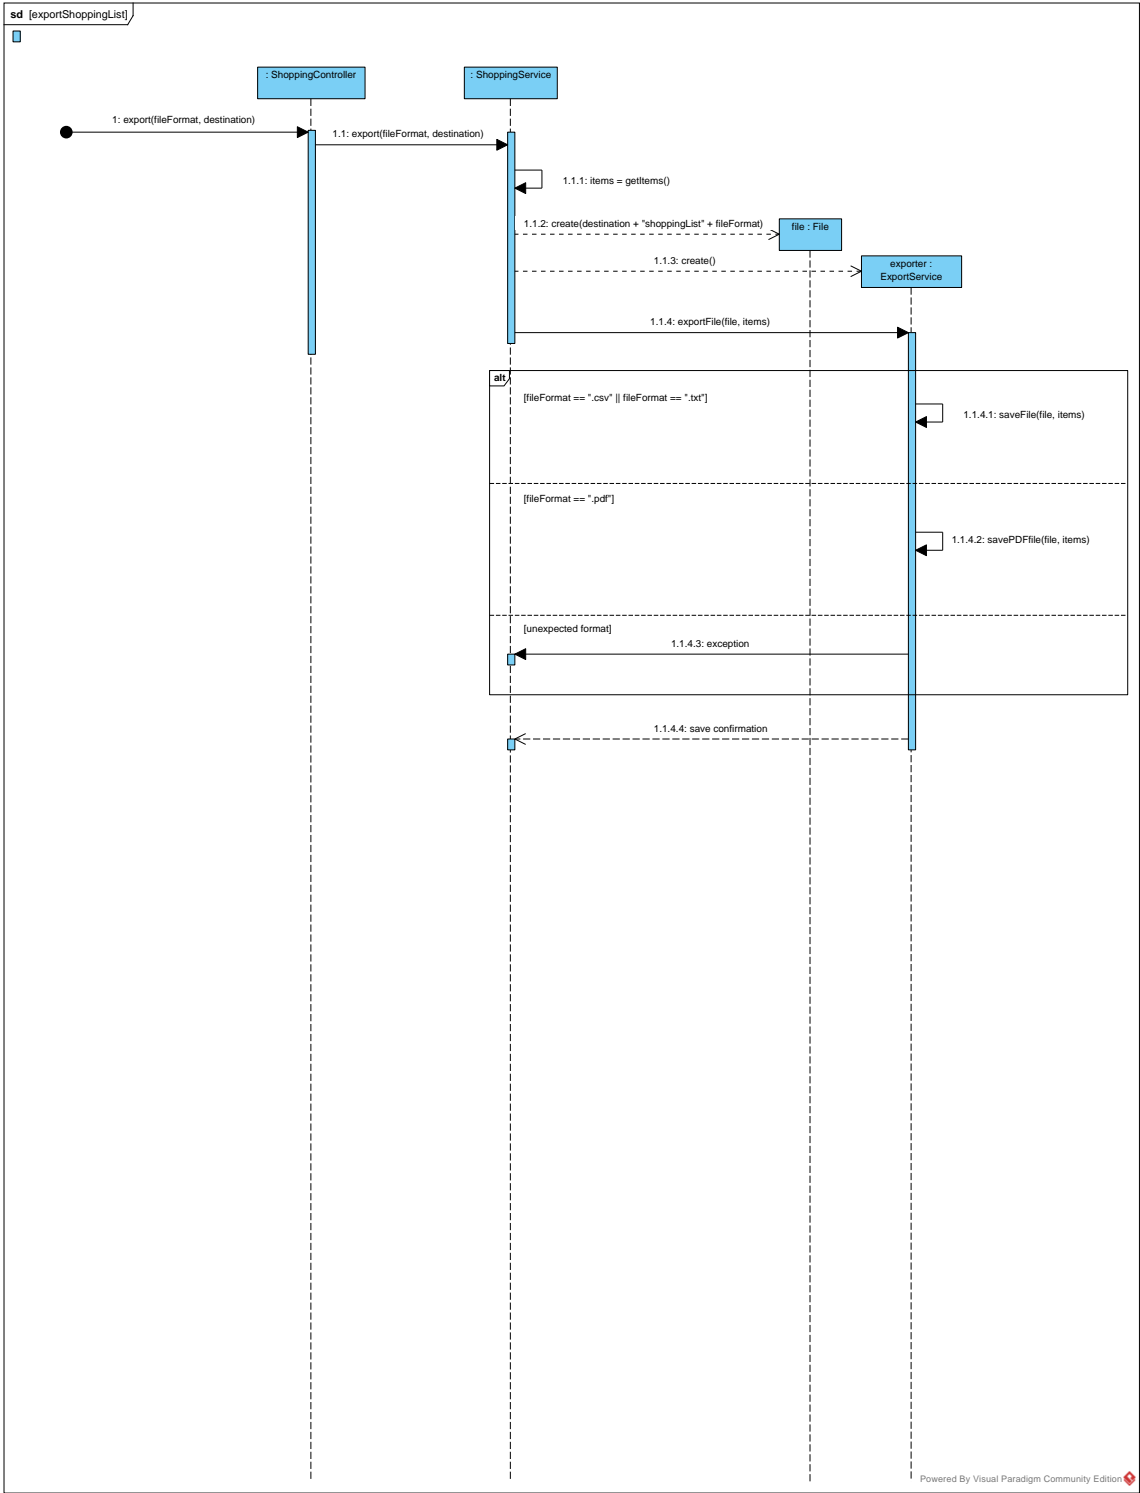 sd [exportShoppingList]
: ShoppingController
: ShoppingService
1: export(fileFormat, destination)
1.1: export(fileFormat, destination)
1.1.1: items = getItems()
1.1.2: create(destination + "shoppingList" + fileFormat)
file : File
1.1.3: create()
exporter :
ExportService
1.1.4: exportFile(file, items)
alt
[fileFormat == ".csv" || fileFormat == ".txt"]
1.1.4.1: saveFile(file, items)
[fileFormat == ".pdf"]
1.1.4.2: savePDFfile(file, items)
[unexpected format]
1.1.4.3: exception
1.1.4.4: save confirmation
Powered By Visual Paradigm Community Edition